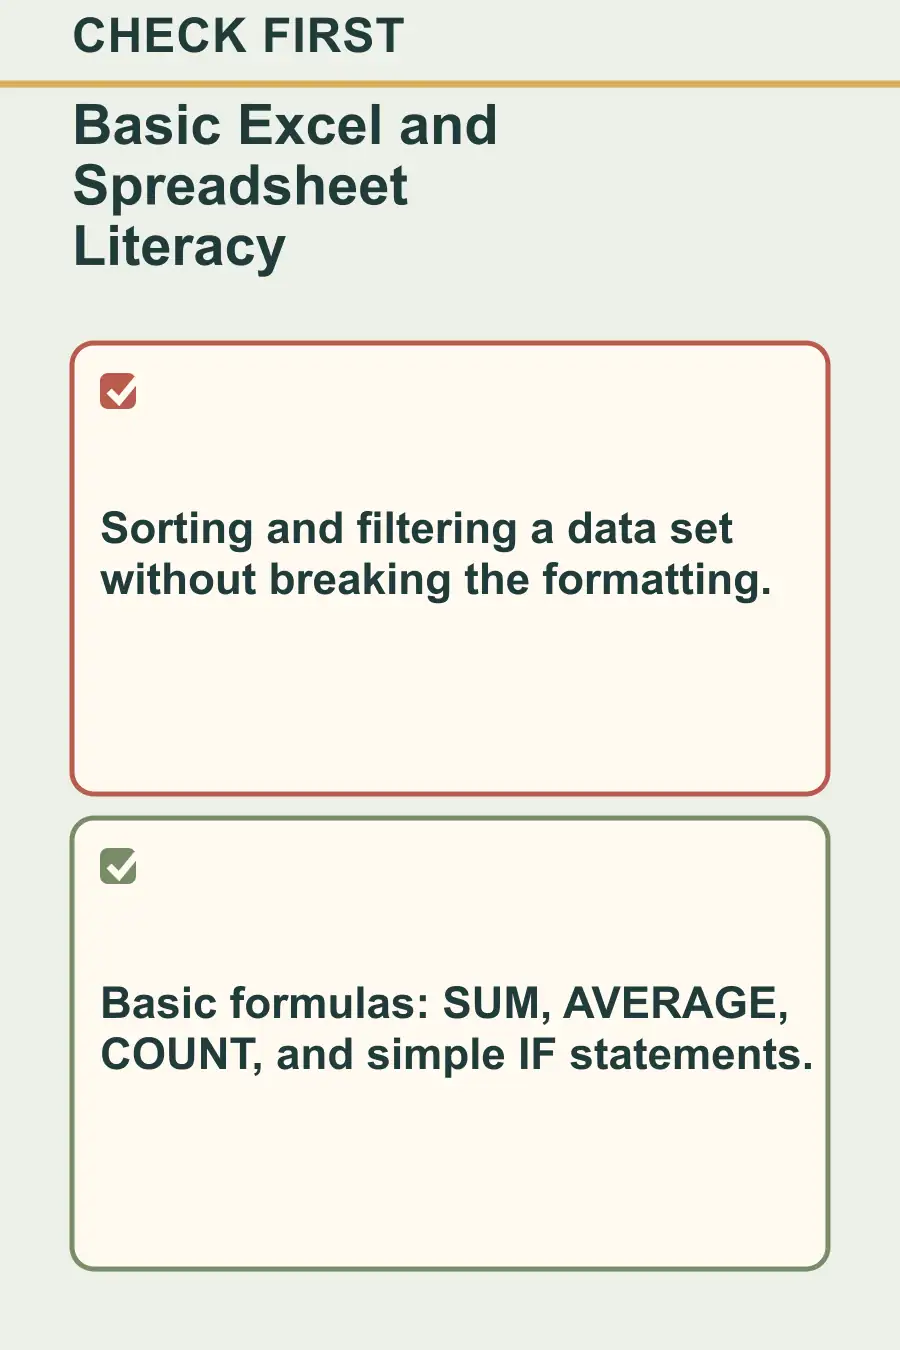 CHECK FIRST
Basic Excel and
Spreadsheet
Literacy
Sorting and filtering a data set
without breaking the formatting.
Basic formulas: SUM, AVERAGE,
COUNT, and simple IF statements.